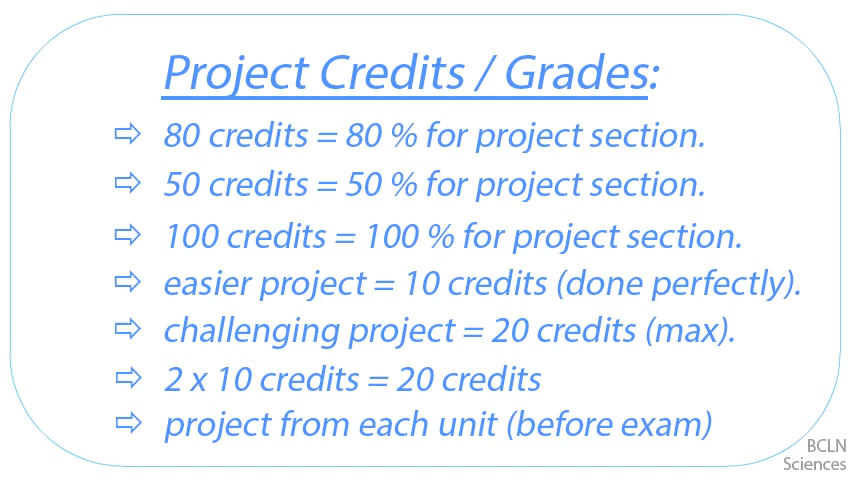 Project Credits / Grades:
⇨ 80 credits = 80 % for project section.
⇨ 50 credits = 50 % for project section.
⇨ 100 credits = 100 % for project section.
⇨ easier project = 10 credits (done perfectly).
⇨ challenging project = 20 credits (max).
⇨ 2 x 10 credits = 20 credits
⇨ project from each unit (before exam)
BCLN
Sciences